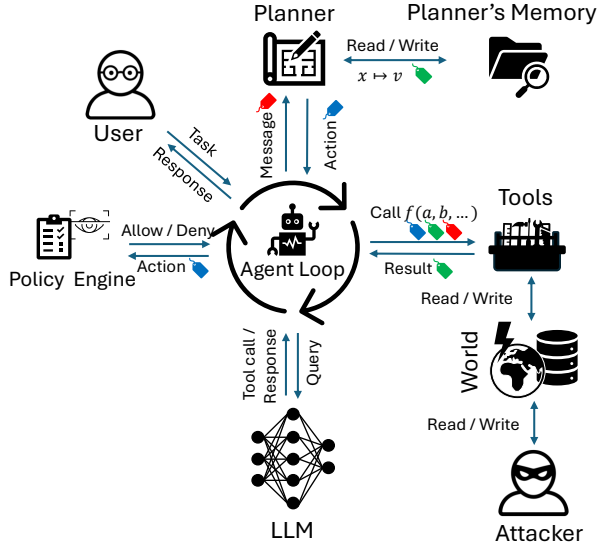 Planner
Planner's Memory
Read / Write
x ↦ v
User
Task
Response
Message
Action
Policy Engine
Allow / Deny
Action
Agent Loop
Call f(a, b, …)
Result
Tools
Read / Write
World
Read / Write
Attacker
Tool call /
Response
Query
LLM